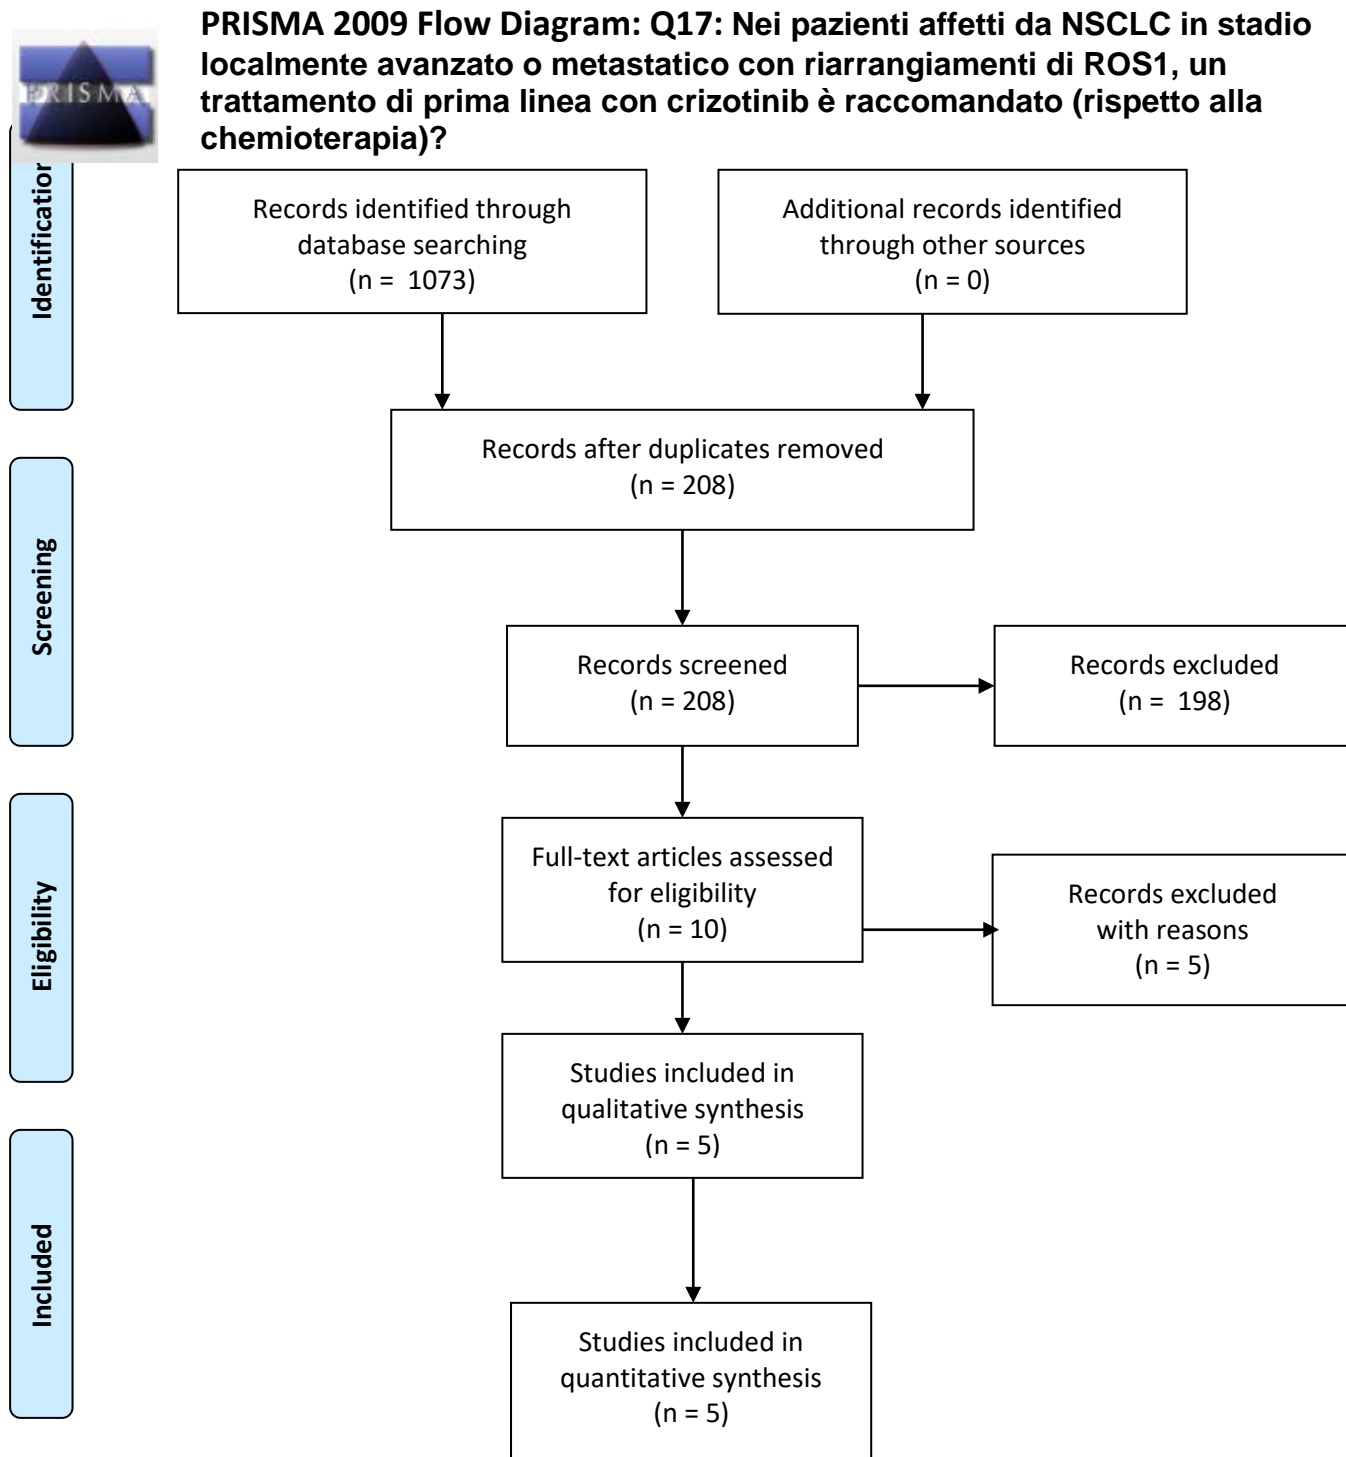 PRISMA 2009 Flow Diagram: Q17: Nei pazienti affetti da NSCLC in stadio
localmente avanzato o metastatico con riarrangiamenti di ROS1, un
trattamento di prima linea con crizotinib è raccomandato (rispetto alla
chemioterapia)?
PRISMA
Identification
Records identified through
database searching
(n = 1073)
Additional records identified
through other sources
(n = 0)
Records after duplicates removed
(n = 208)
Screening
Records screened
(n = 208)
Records excluded
(n = 198)
Eligibility
Full-text articles assessed
for eligibility
(n = 10)
Records excluded
with reasons
(n = 5)
Studies included in
qualitative synthesis
(n = 5)
Included
Studies included in
quantitative synthesis
(n = 5)